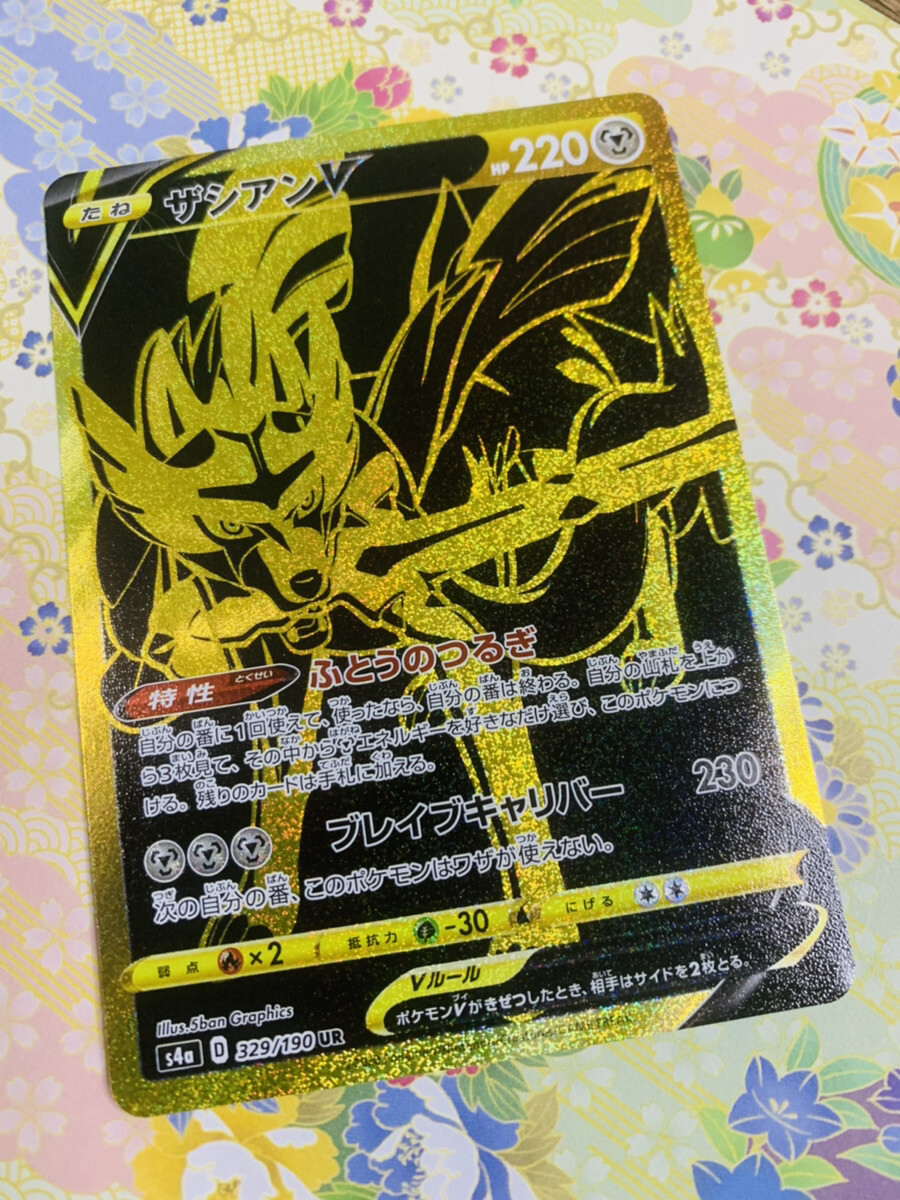 たね ザシアンV HP 220
特性 とくせい ふとうのつるぎ
自分の番に1回使えて、使ったなら、自分の番は終わる。自分の山札を上か
ら3枚見て、その中からエネルギーを好きなだけ選び、このポケモンにつ
ける。残りのカードは手札に加える。
ブレイブキャリバー 230
次の自分の番、このポケモンはワザが使えない。
弱点 ×2 抵抗力 -30 にげる
Vルール
ポケモンVがきぜつしたとき、相手はサイドを2枚とる。
Illus.5ban Graphics
s4a D 329/190 UR